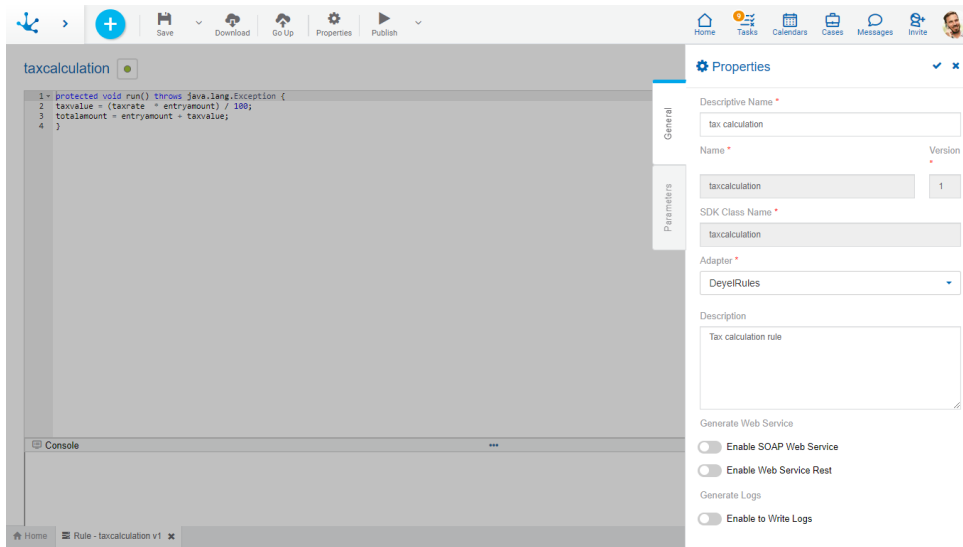 Save
Download
Go Up
Properties
Publish
Home
9
Tasks
Calendars
Cases
Messages
Invite
taxcalculation
1 protected void run() throws java.lang.Exception {
2 taxvalue = (taxrate * entryamount) / 100;
3 totalamount = entryamount + taxvalue;
4 }
Console
Home
Rule - taxcalculation v1
General
Parameters
Properties
Descriptive Name *
tax calculation
Name * Version *
taxcalculation 1
SDK Class Name *
taxcalculation
Adapter *
DeyelRules
Description
Tax calculation rule
Generate Web Service
Enable SOAP Web Service
Enable Web Service Rest
Generate Logs
Enable to Write Logs